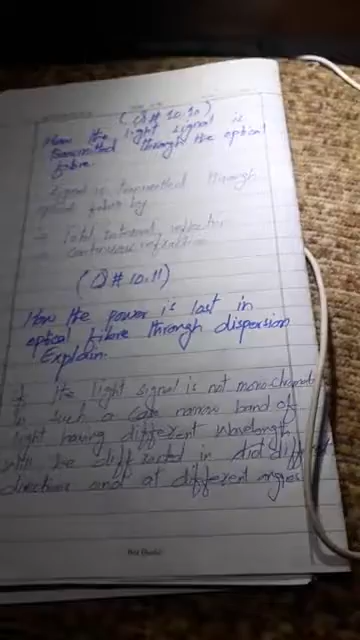 (Q# 10.10)
How the light signal is
transmitted through the optical
fibre.
Signal is transmitted through
optical fibre by
Total internal reflection
continuous refraction
(Q # 10.11)
How the power is lost in
optical fibre through dispersion
Explain.
If the light signal is not monochromat
In such a case narrow band of
light having different wavelength
will be in diff different
directions and at different angles